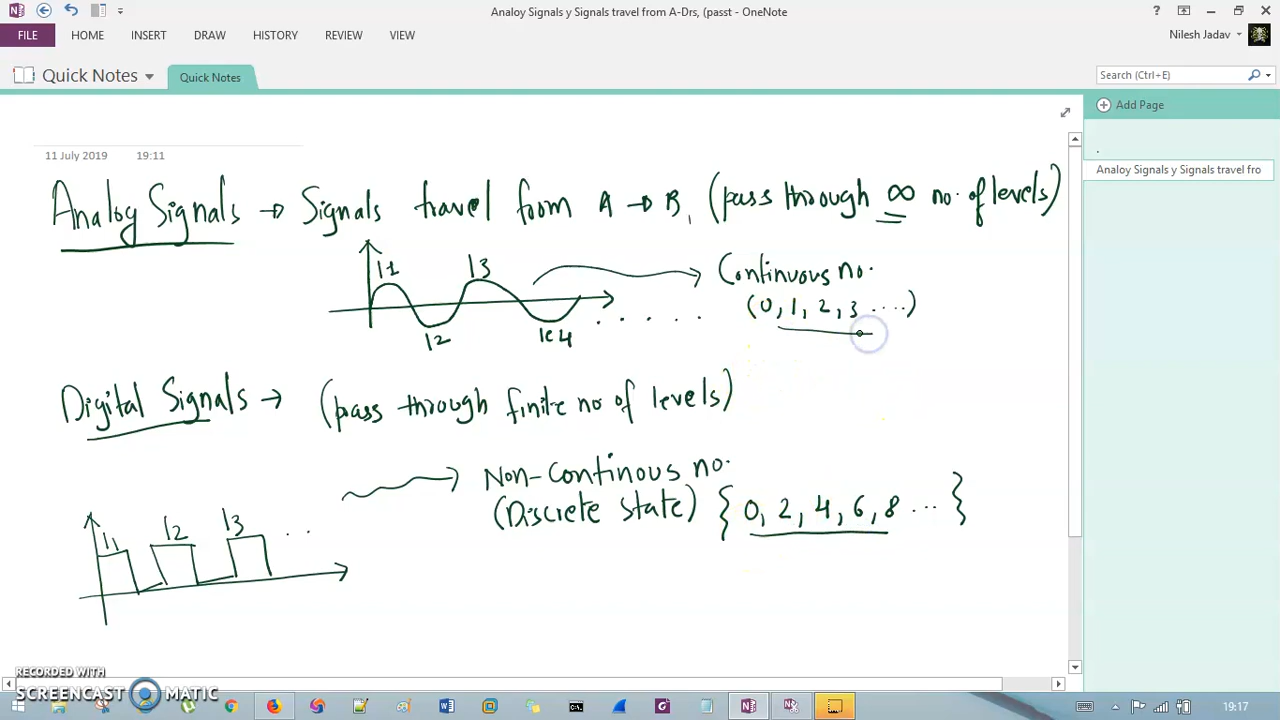 Analoy Signals y Signals travel from A-Drs, (passt - OneNote
?
FILE HOME INSERT DRAW HISTORY REVIEW VIEW
Nilesh Jadav
Quick Notes
Quick Notes
Search (Ctrl+E)
Add Page
.
Analoy Signals y Signals travel fro
11 July 2019 19:11
Analog Signals → Signals travel from A → B, (pass through ∞ no. of levels)
l1 l3
l2 l4
Continuous no.
(0, 1, 2, 3 ....)
Digital Signals → (pass through finite no of levels)
Non-continous no.
(Discrete state) { 0, 2, 4, 6, 8 ... }
l1 l2 l3 ...
RECORDED WITH
SCREENCAST MATIC
19:17